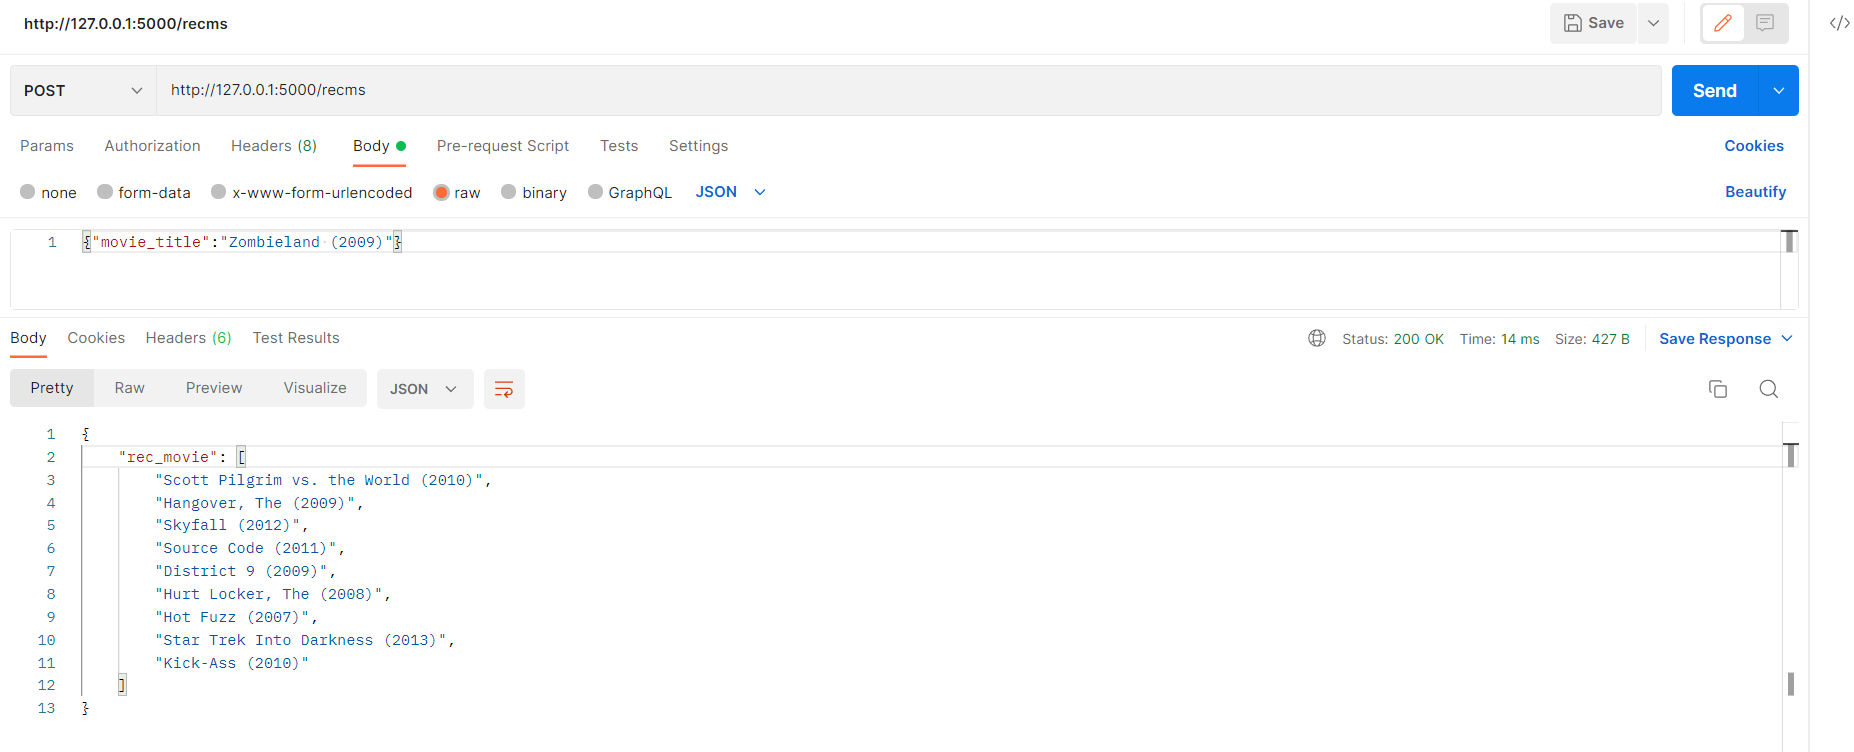 http://127.0.0.1:5000/recms
Save
POST http://127.0.0.1:5000/recms Send
Params Authorization Headers (8) Body Pre-request Script Tests Settings Cookies
none form-data x-www-form-urlencoded raw binary GraphQL JSON Beautify
1 {"movie_title":"Zombieland (2009)"}
Body Cookies Headers (6) Test Results Status: 200 OK Time: 14 ms Size: 427 B Save Response
Pretty Raw Preview Visualize JSON
1 {
2 "rec_movie": [
3 "Scott Pilgrim vs. the World (2010)",
4 "Hangover, The (2009)",
5 "Skyfall (2012)",
6 "Source Code (2011)",
7 "District 9 (2009)",
8 "Hurt Locker, The (2008)",
9 "Hot Fuzz (2007)",
10 "Star Trek Into Darkness (2013)",
11 "Kick-Ass (2010)"
12 ]
13 }